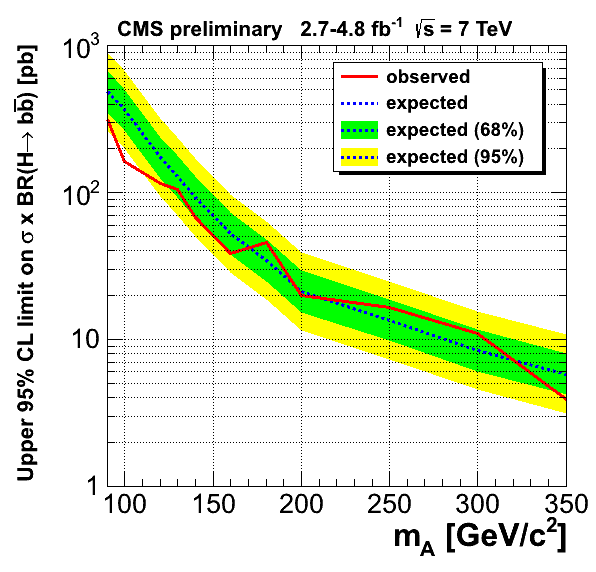 CMS preliminary 2.7-4.8 fb⁻¹ √s = 7 TeV
Upper 95% CL limit on σ x BR(H→ bb̅) [pb]
10³
10²
10
1
observed
expected
expected (68%)
expected (95%)
100 150 200 250 300 350
m_A [GeV/c²]